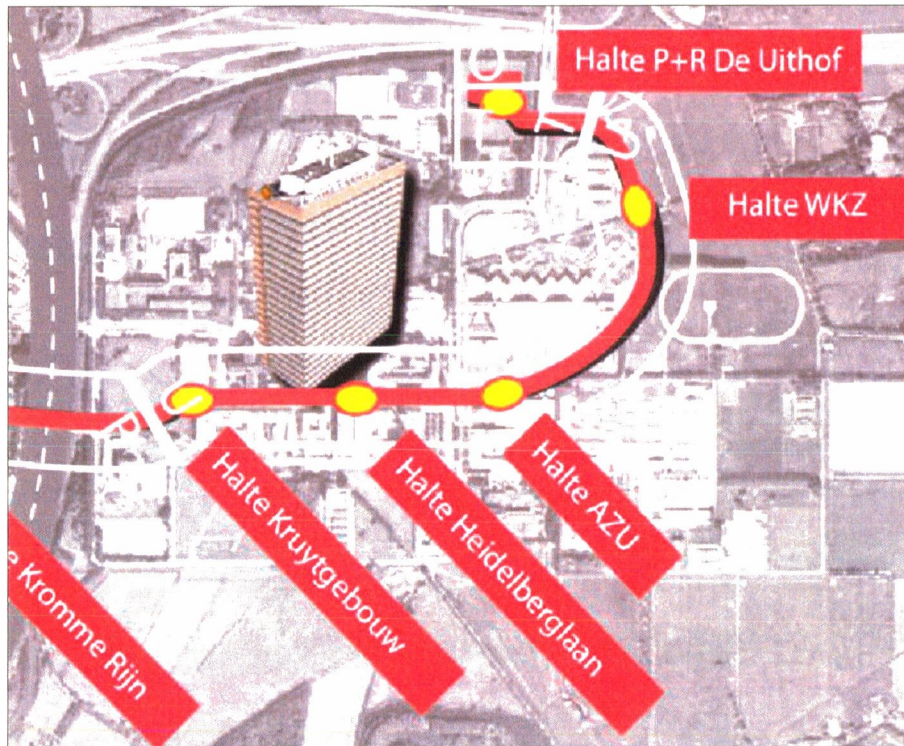 Halte P+R De Uithof
Halte WKZ
Halte AZU
Halte Heidelberglaan
Halte Kruytgebouw
e Kromme Rijn